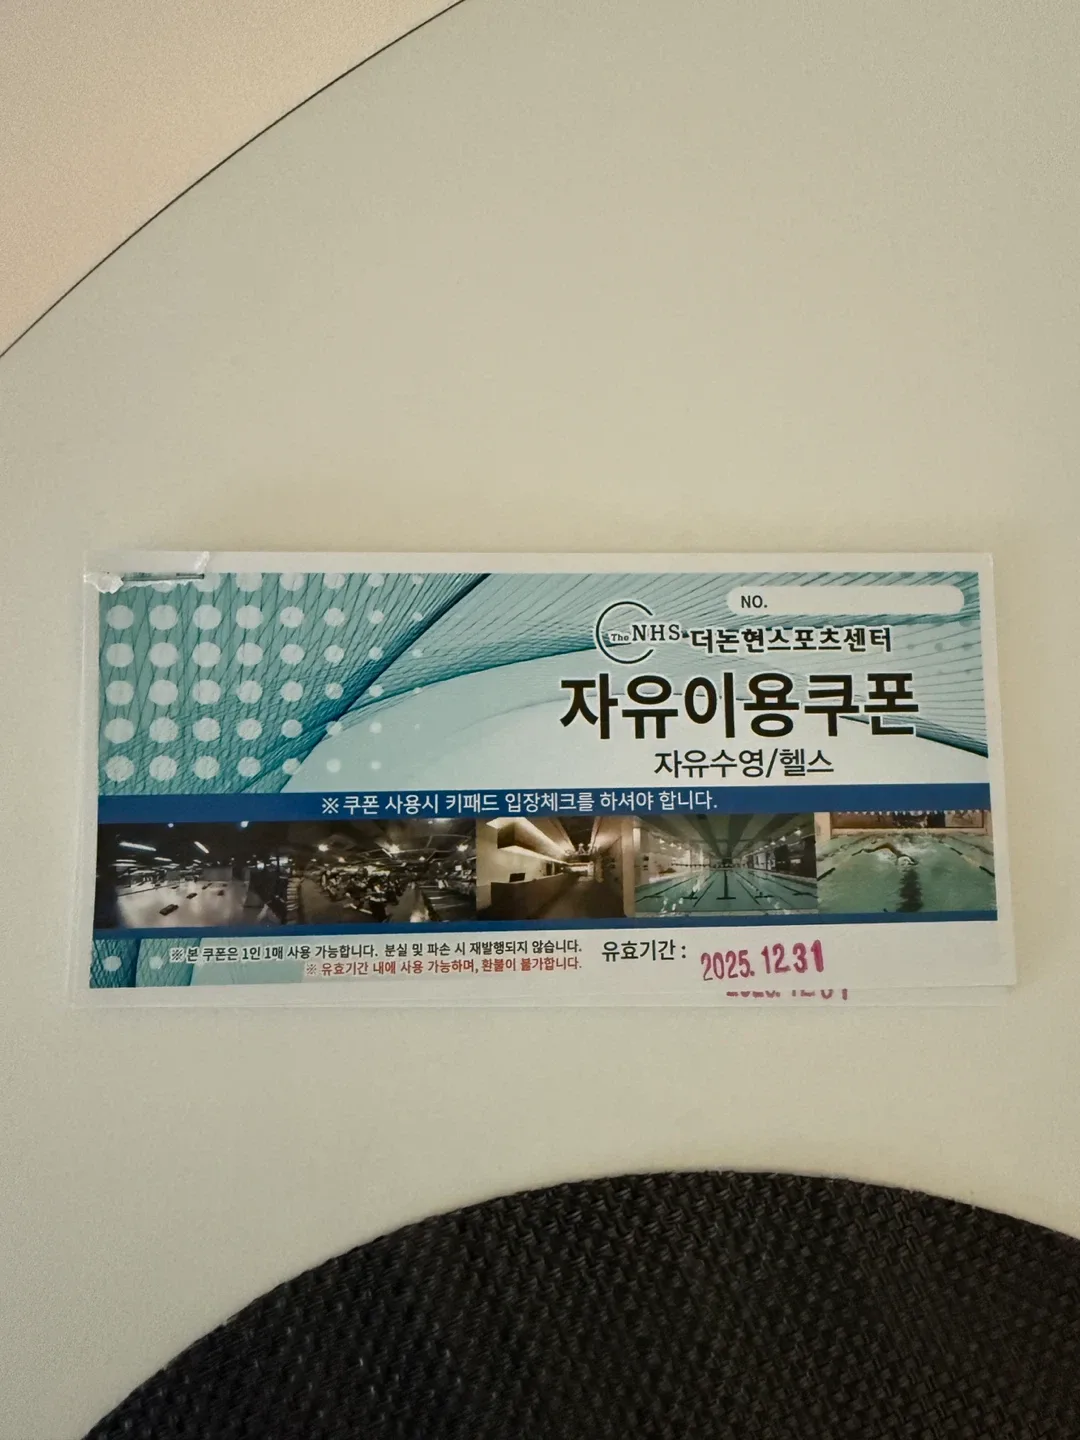 NO.
The NHS 더논현스포츠센터
자유이용쿠폰
자유수영/헬스
※ 쿠폰 사용시 키패드 입장체크를 하셔야 합니다.
※ 본 쿠폰은 1인 1매 사용 가능합니다. 분실 및 파손 시 재발행되지 않습니다.
※ 유효기간 내에 사용 가능하며, 환불이 불가합니다.
유효기간 : 2025.12.31